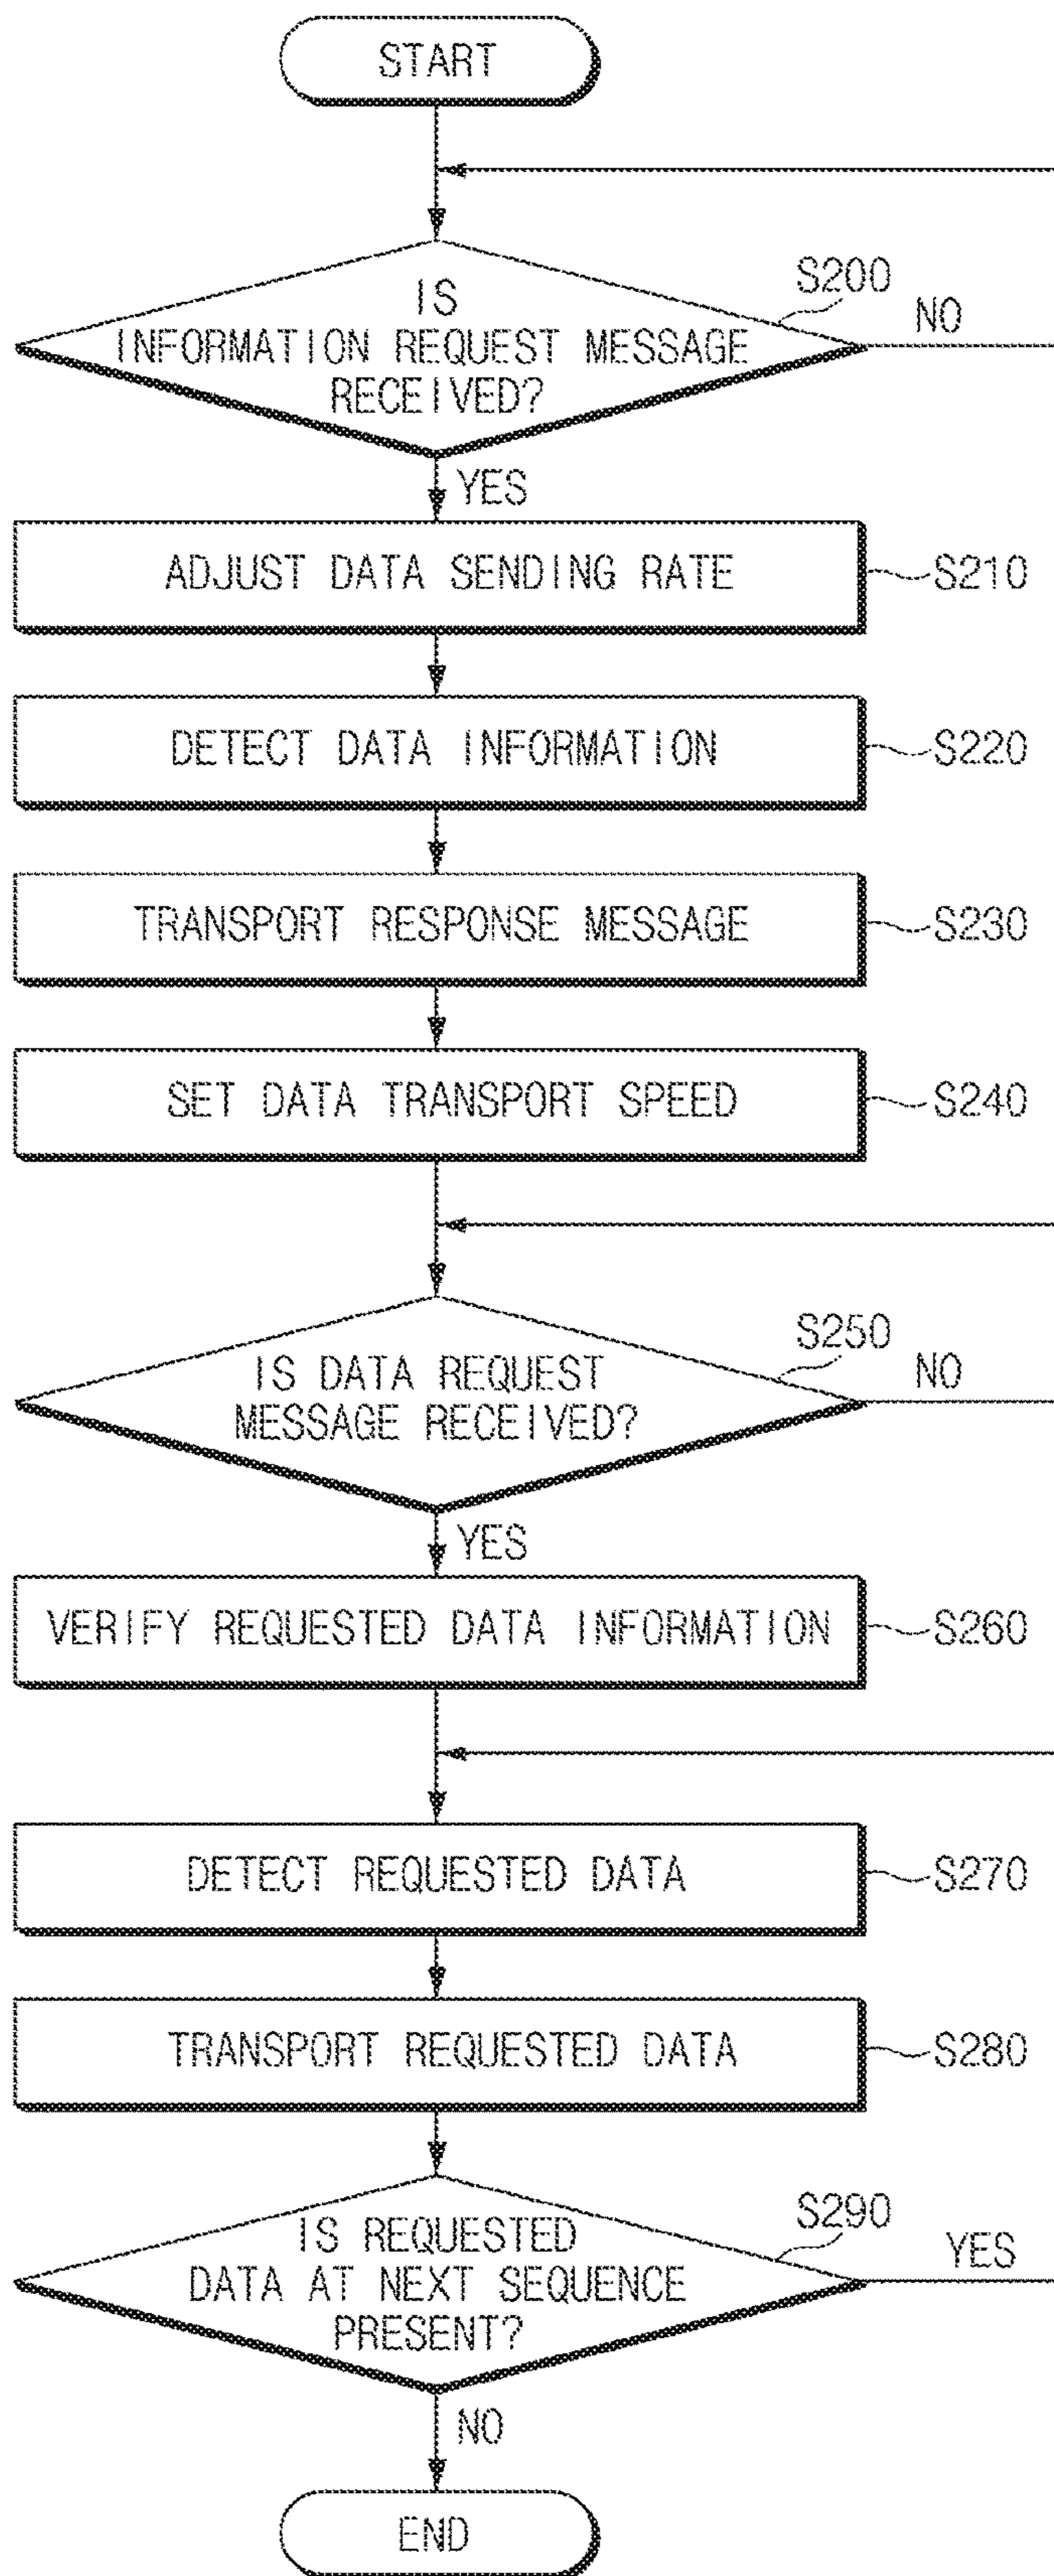 START
S200
IS
INFORMATION REQUEST MESSAGE
RECEIVED?
NO
YES
ADJUST DATA SENDING RATE
S210
DETECT DATA INFORMATION
S220
TRANSPORT RESPONSE MESSAGE
S230
SET DATA TRANSPORT SPEED
S240
S250
IS DATA REQUEST
MESSAGE RECEIVED?
NO
YES
VERIFY REQUESTED DATA INFORMATION
S260
DETECT REQUESTED DATA
S270
TRANSPORT REQUESTED DATA
S280
S290
IS REQUESTED
DATA AT NEXT SEQUENCE
PRESENT?
YES
NO
END